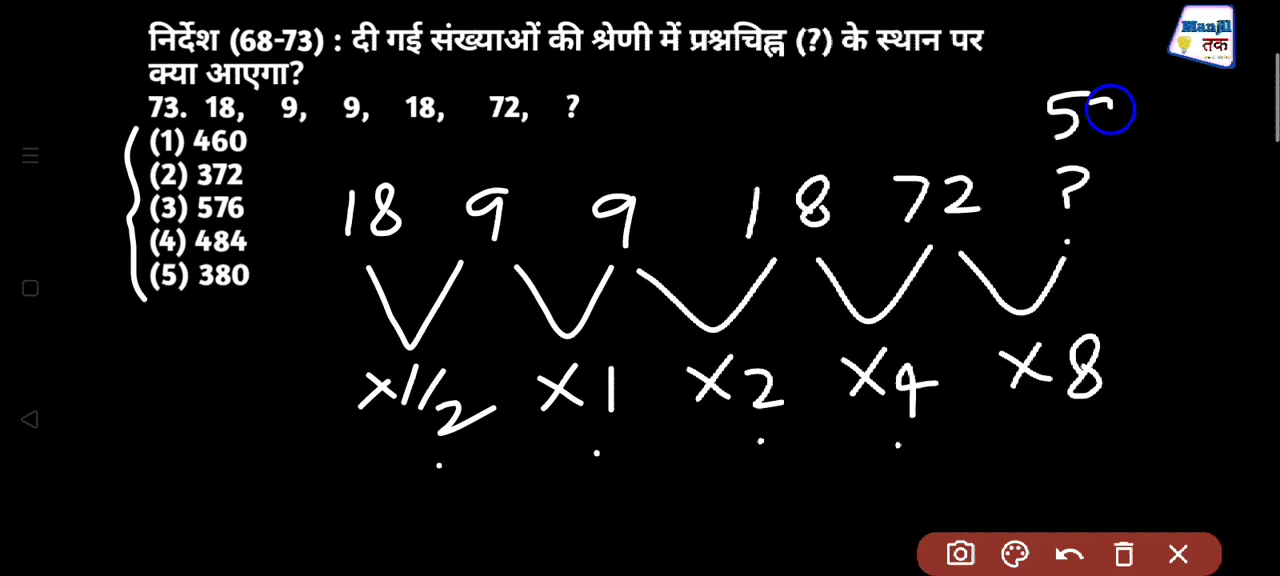 निर्देश (68-73) : दी गई संख्याओं की श्रेणी में प्रश्नचिह्न (?) के स्थान पर
क्या आएगा?
73. 18, 9, 9, 18, 72, ?
(1) 460
(2) 372
(3) 576
(4) 484
(5) 380
Manjil
तक
5
18 9 9 18 72 ?
×1/2 ×1 ×2 ×4 ×8